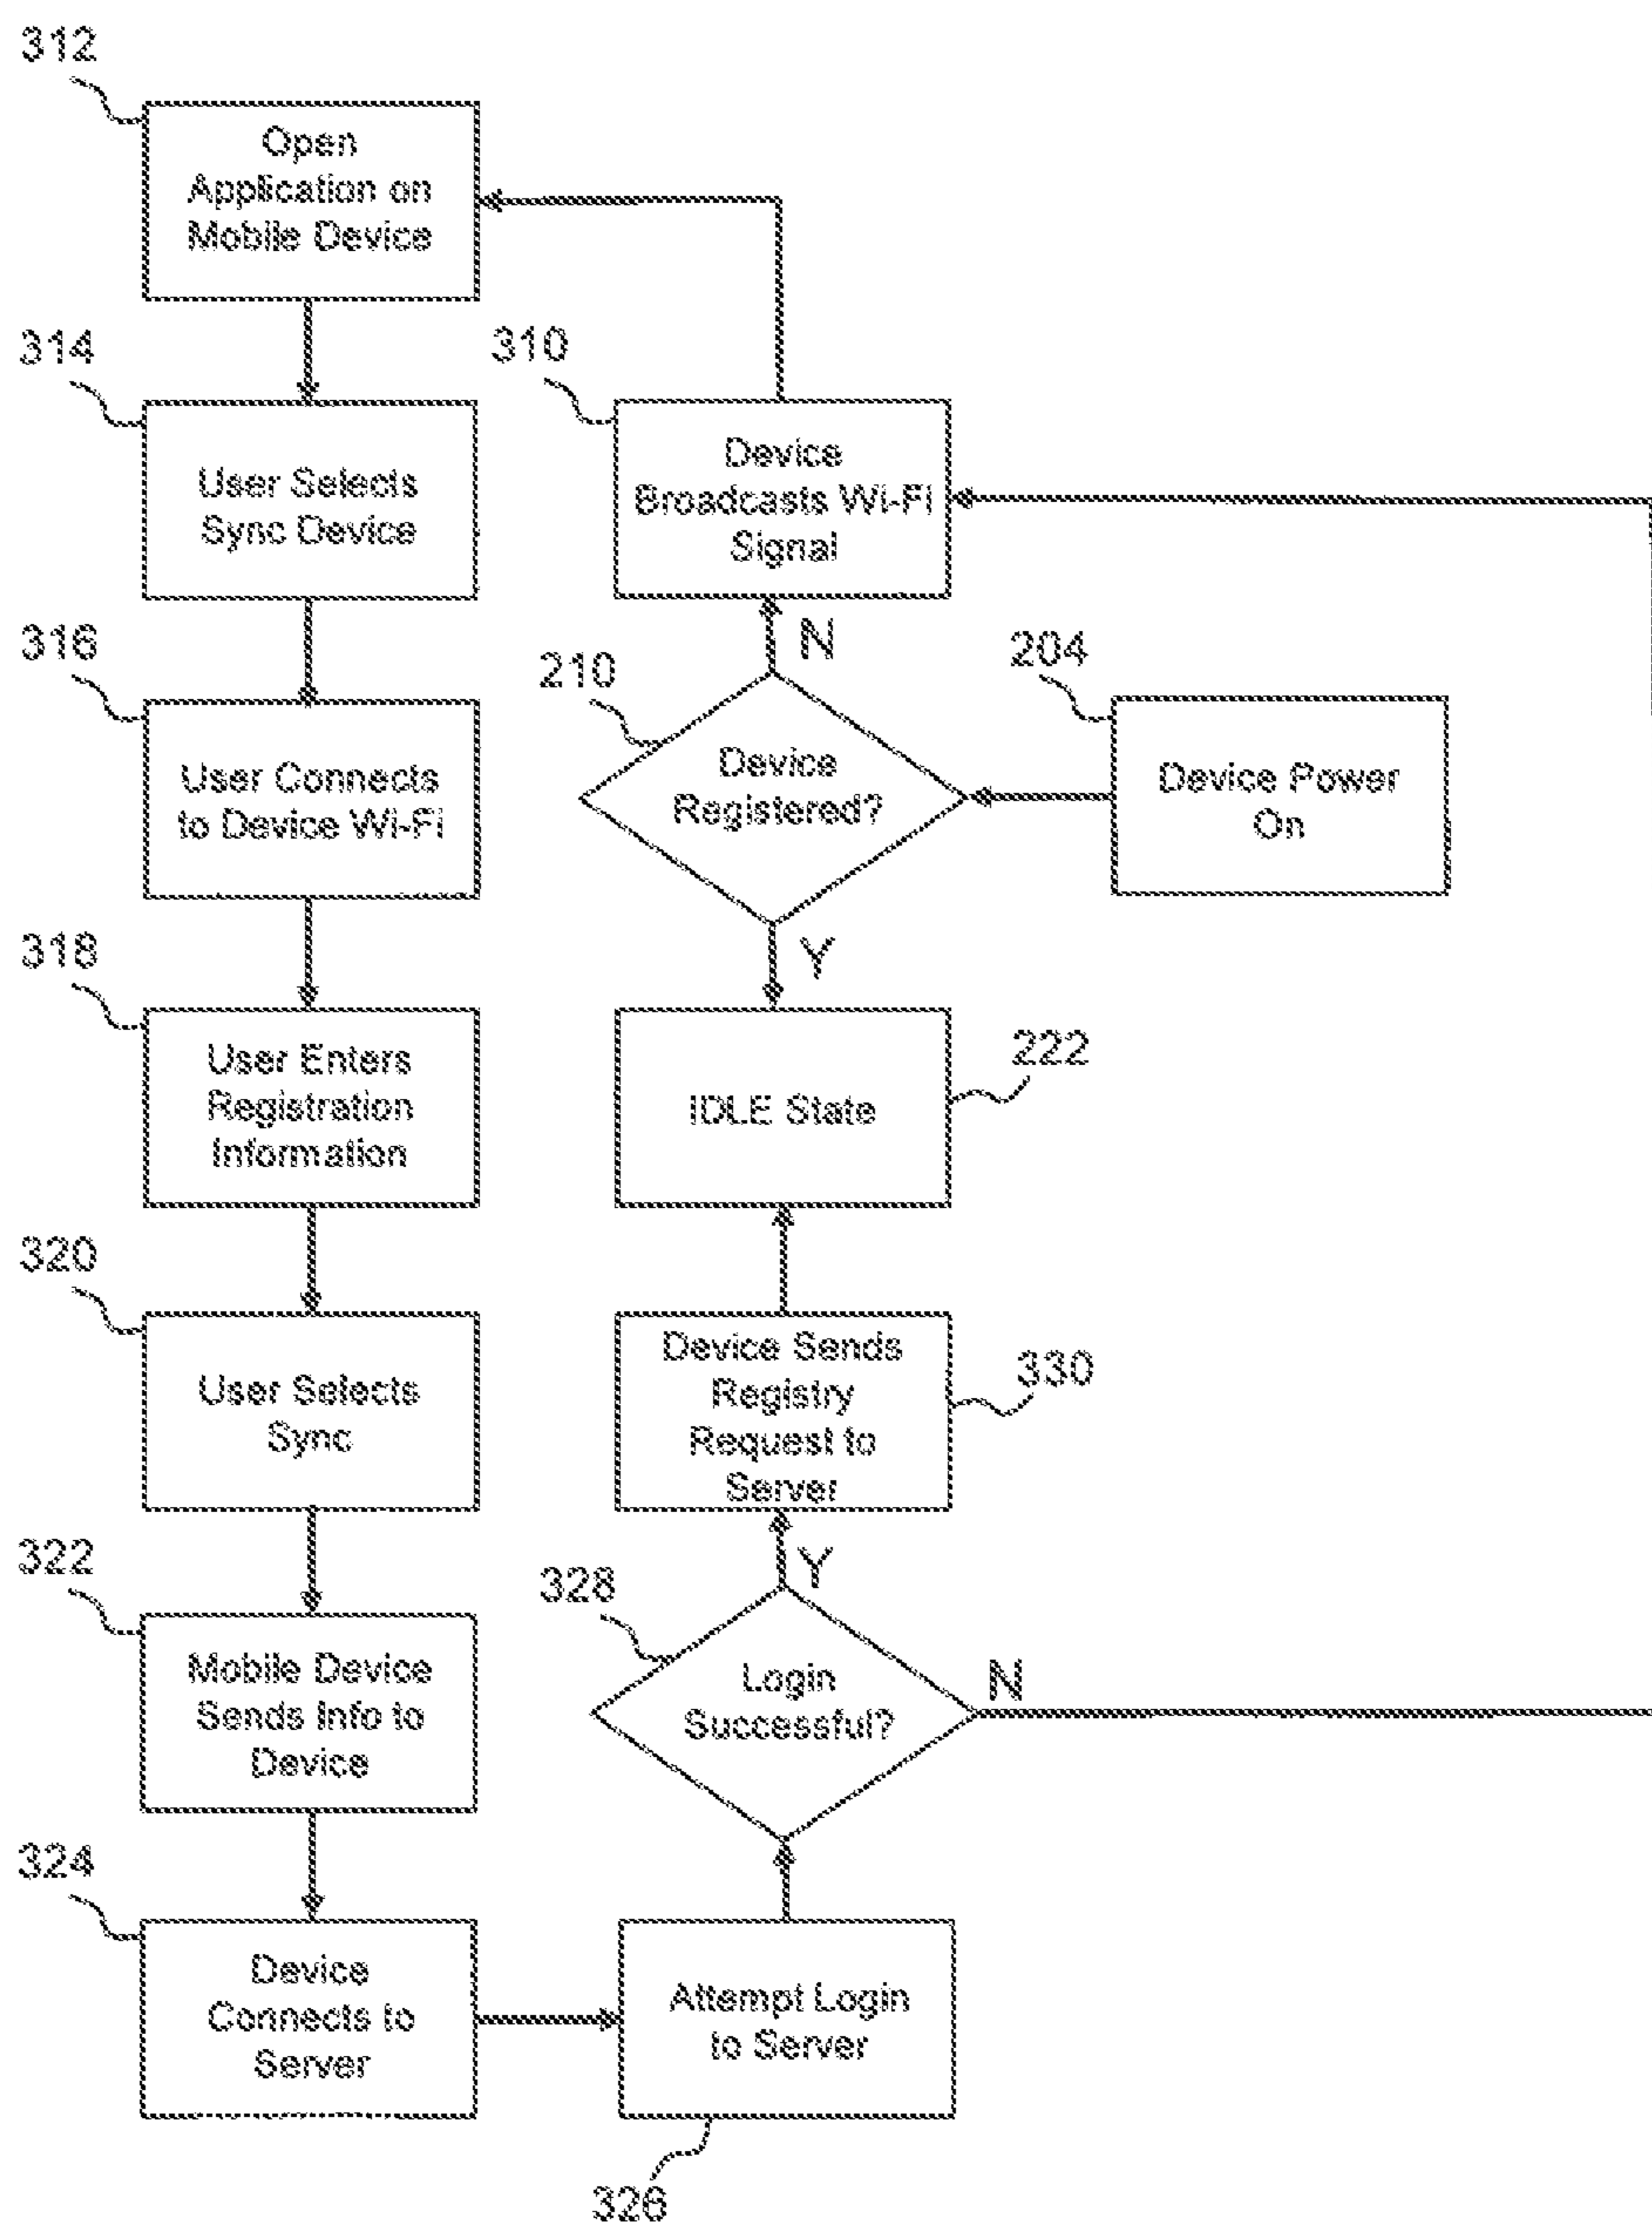 312
Open
Application on
Mobile Device
314
User Selects
Sync Device
310
Device
Broadcasts Wi-Fi
Signal
316
User Connects
to Device Wi-Fi
210
Device
Registered?
N
Y
204
Device Power
On
318
User Enters
Registration
Information
IDLE State
222
320
User Selects
Sync
Device Sends
Registry
Request to
Server
330
322
Mobile Device
Sends Info to
Device
328
Login
Successful?
Y
N
324
Device
Connects to
Server
Attempt Login
to Server
326